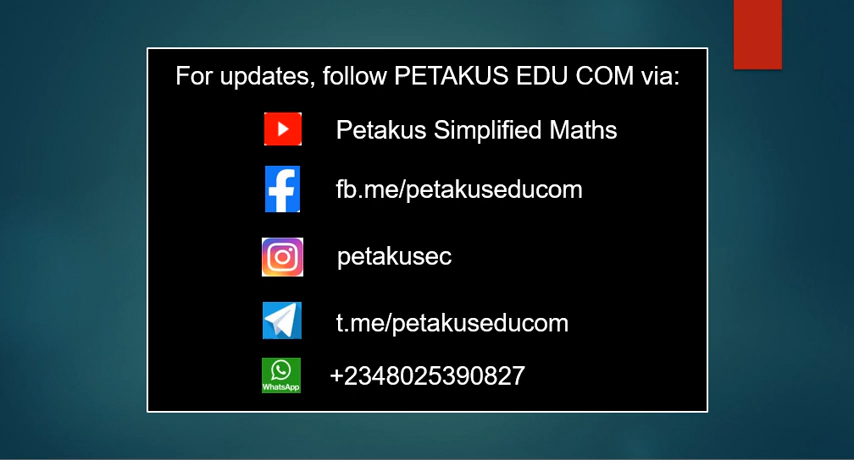 For updates, follow PETAKUS EDU COM via:
Petakus Simplified Maths
fb.me/petakuseducom
petakusec
t.me/petakuseducom
WhatsApp
+2348025390827